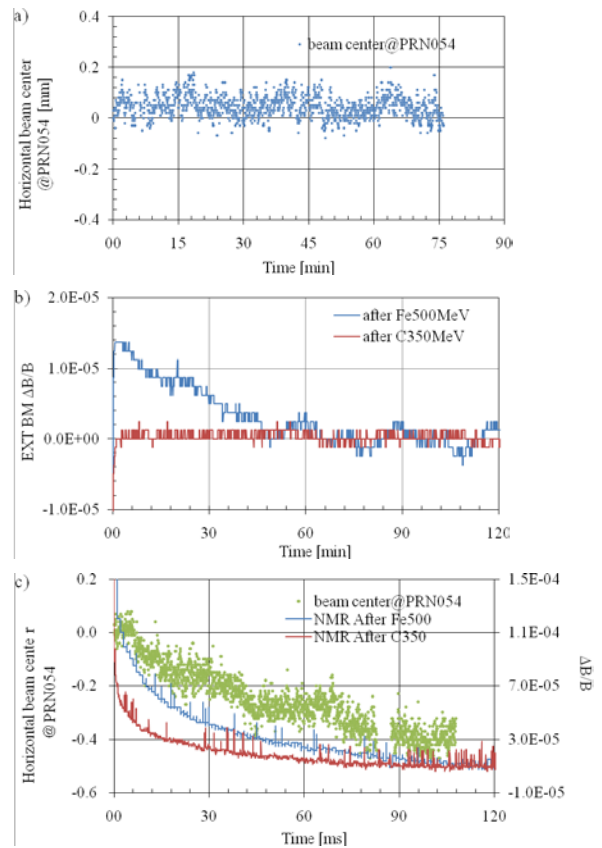 a)
0.4
0.2
0
-0.2
-0.4
Horizontal beam center
@PRN054 [mm]
beam center@PRN054
00 15 30 45 60 75 90
Time [min]
b)
2.0E-05
1.0E-05
0.0E+00
-1.0E-05
EXT BM ΔB/B
after Fe500MeV
after C350MeV
00 30 60 90 120
Time [min]
c)
0.2
0.0
-0.2
-0.4
-0.6
Horizontal beam cente r
@PRN054
beam center@PRN054
NMR After Fe500
NMR After C350
1.5E-04
1.1E-04
7.0E-05
3.0E-05
-1.0E-05
ΔB/B
00 30 60 90 120
Time [ms]